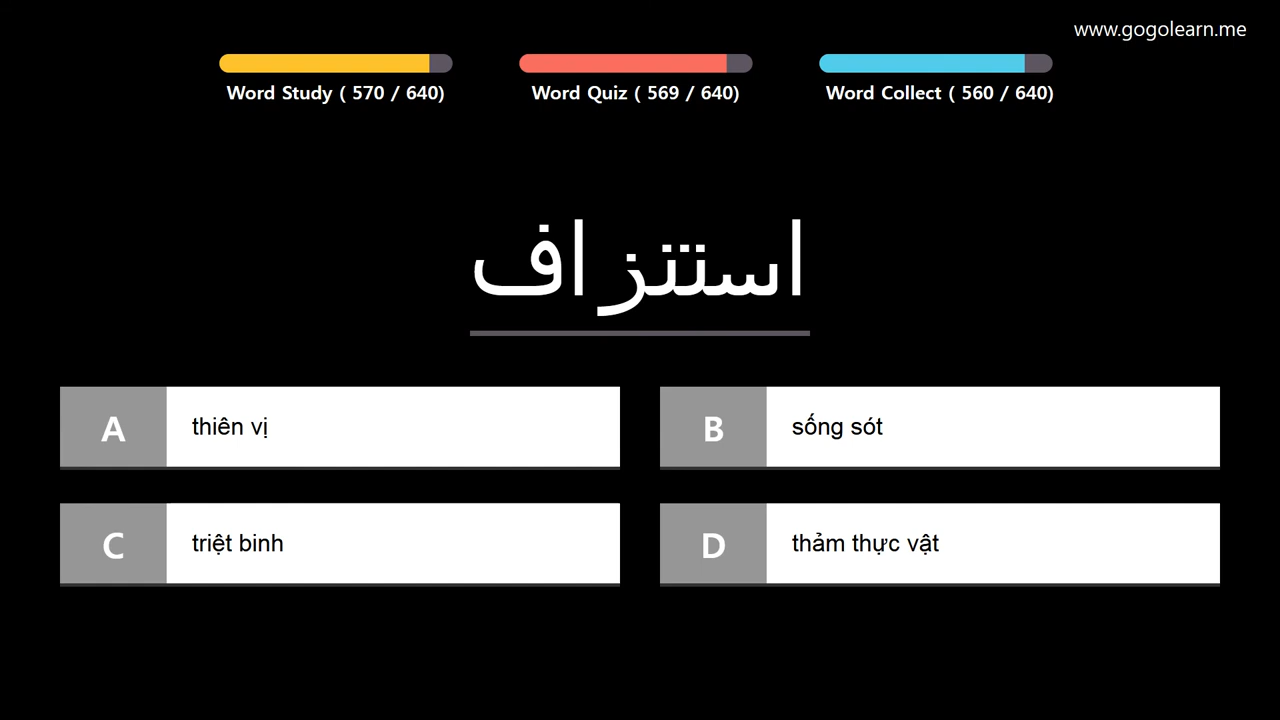 www.gogolearn.me
Word Study ( 570 / 640)
Word Quiz ( 569 / 640)
Word Collect ( 560 / 640)
استتزاف
A thiên vị
B sống sót
C triệt binh
D thảm thực vật